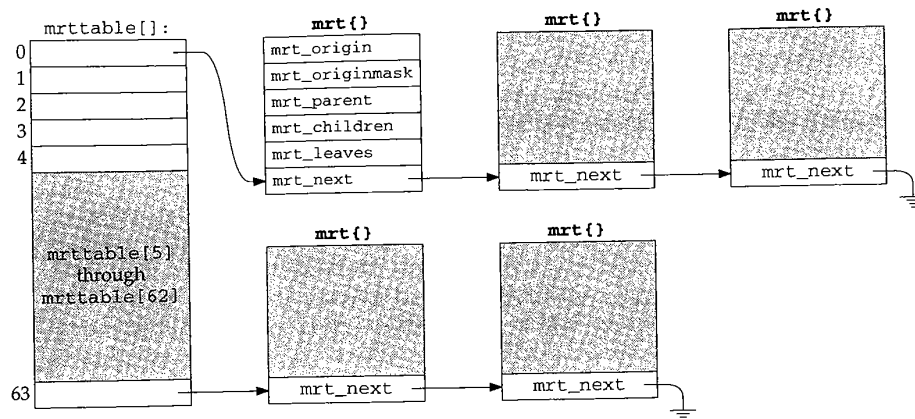 mrttable[]:
0
1
2
3
4
mrttable[5]
through
mrttable[62]
63
mrt{}
mrt_origin
mrt_originmask
mrt_parent
mrt_children
mrt_leaves
mrt_next
mrt{}
mrt_next
mrt{}
mrt_next
mrt{}
mrt_next
mrt{}
mrt_next